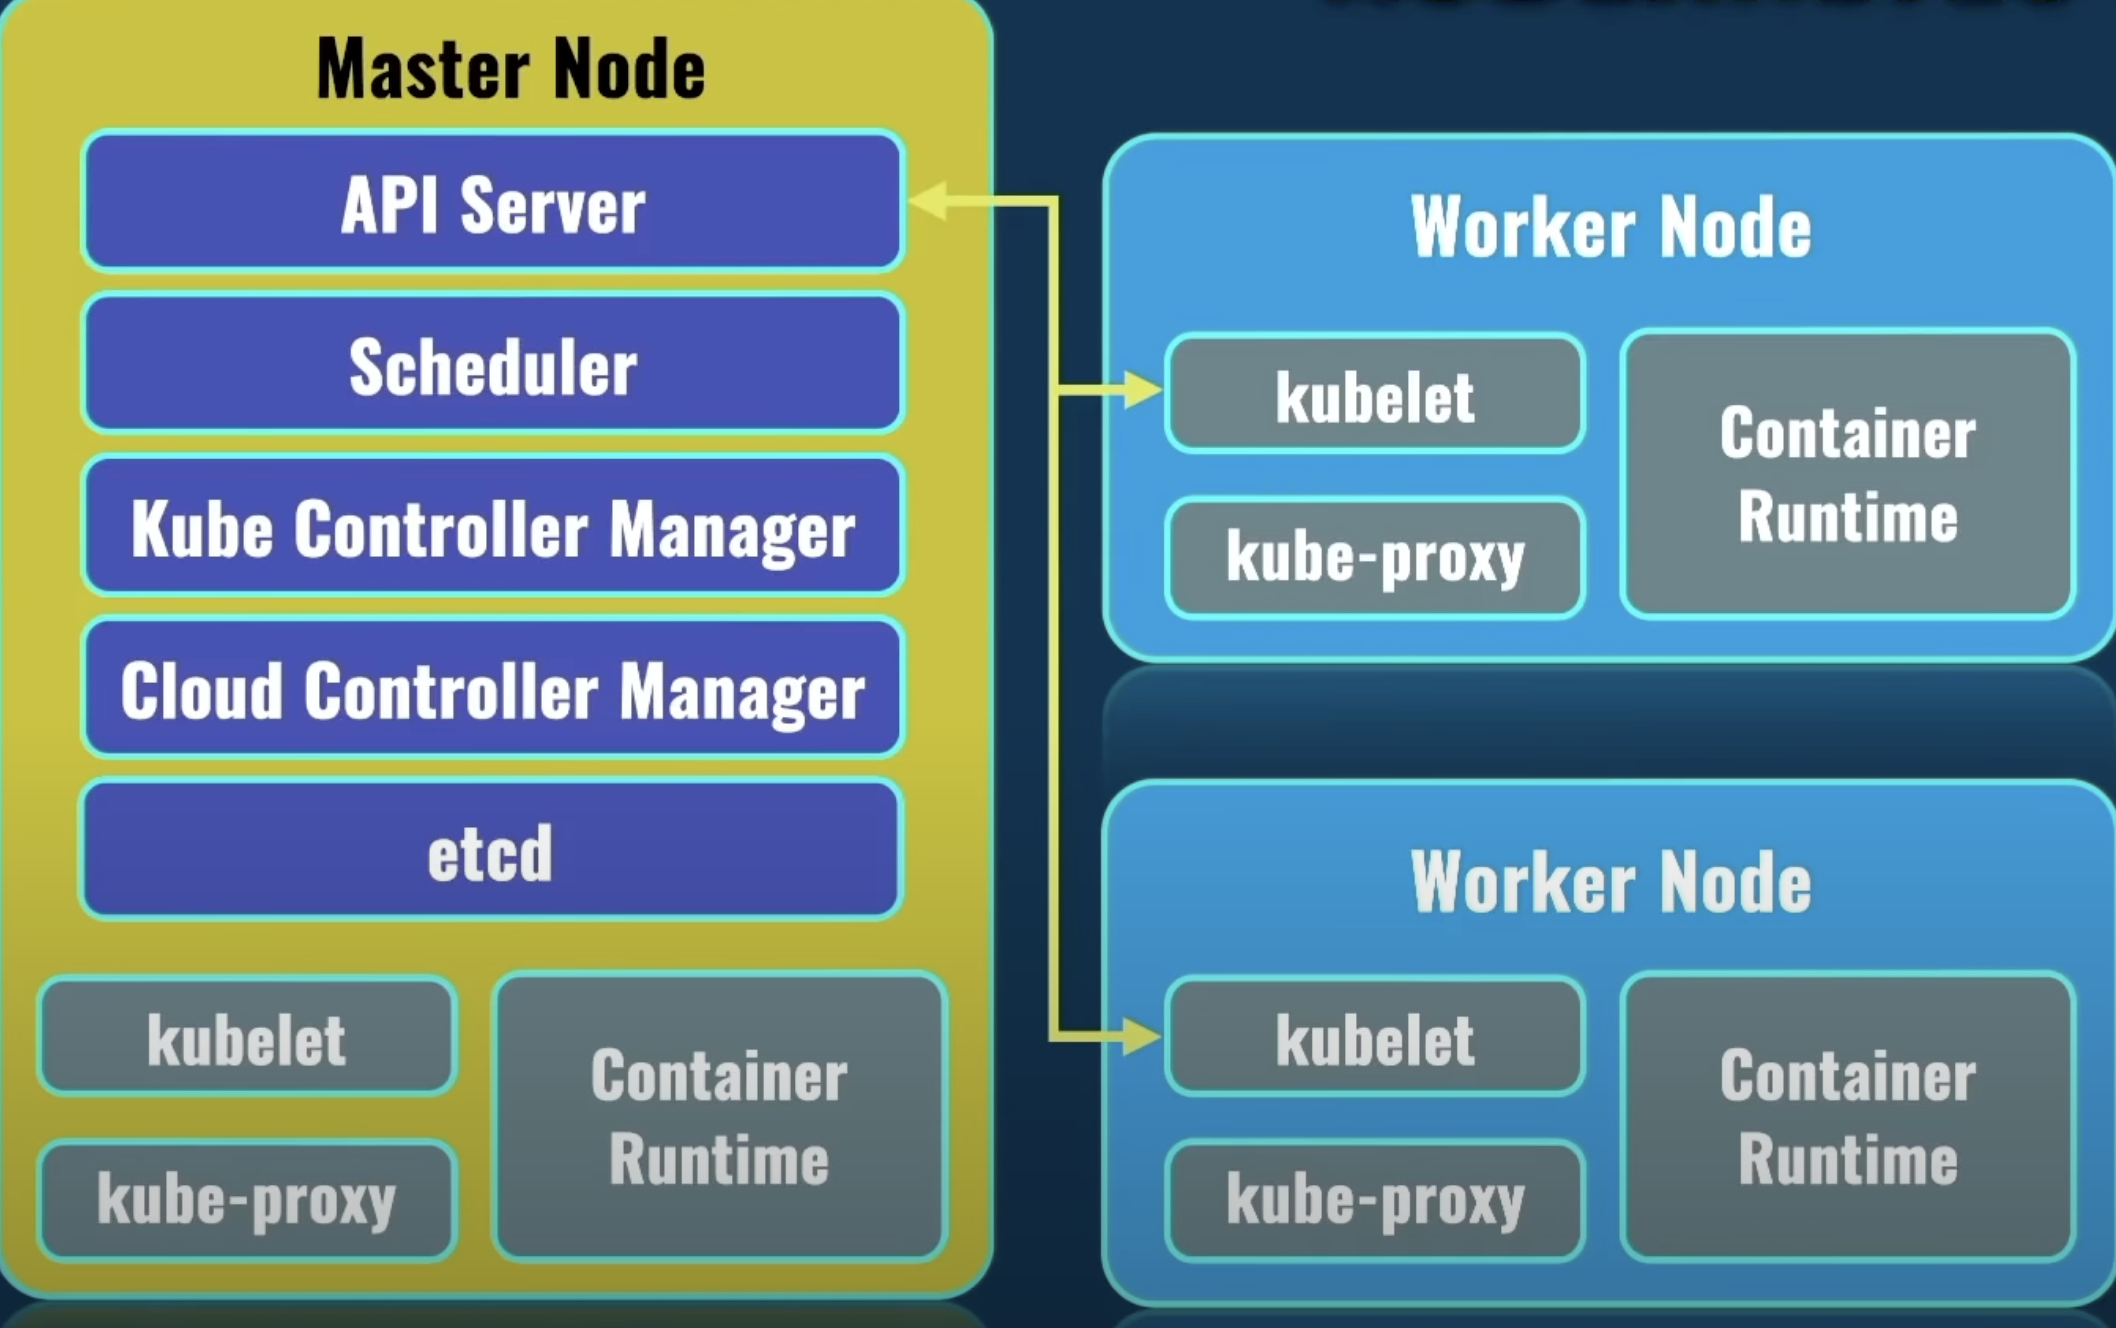 Master Node
API Server
Scheduler
Kube Controller Manager
Cloud Controller Manager
etcd
kubelet
kube-proxy
Container
Runtime
Worker Node
kubelet
kube-proxy
Container
Runtime
Worker Node
kubelet
kube-proxy
Container
Runtime